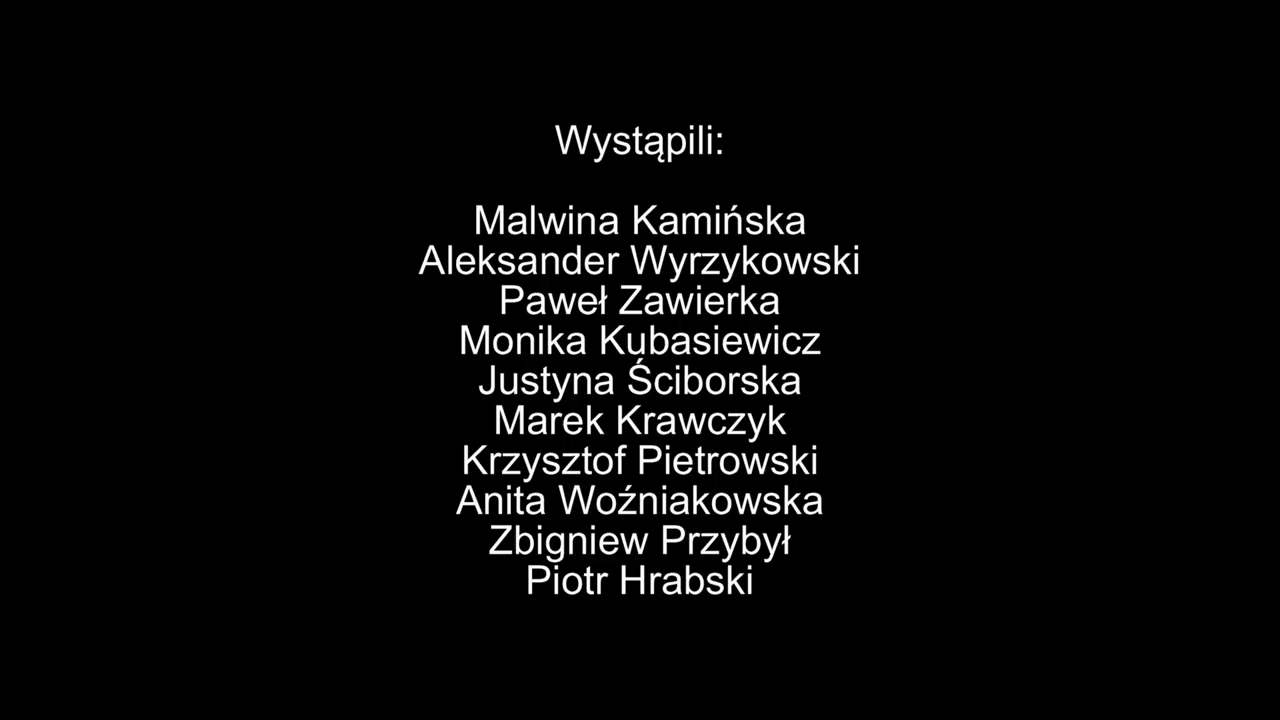 Wystąpili:
Malwina Kamińska
Aleksander Wyrzykowski
Paweł Zawierka
Monika Kubasiewicz
Justyna Ściborska
Marek Krawczyk
Krzysztof Pietrowski
Anita Woźniakowska
Zbigniew Przybył
Piotr Hrabski